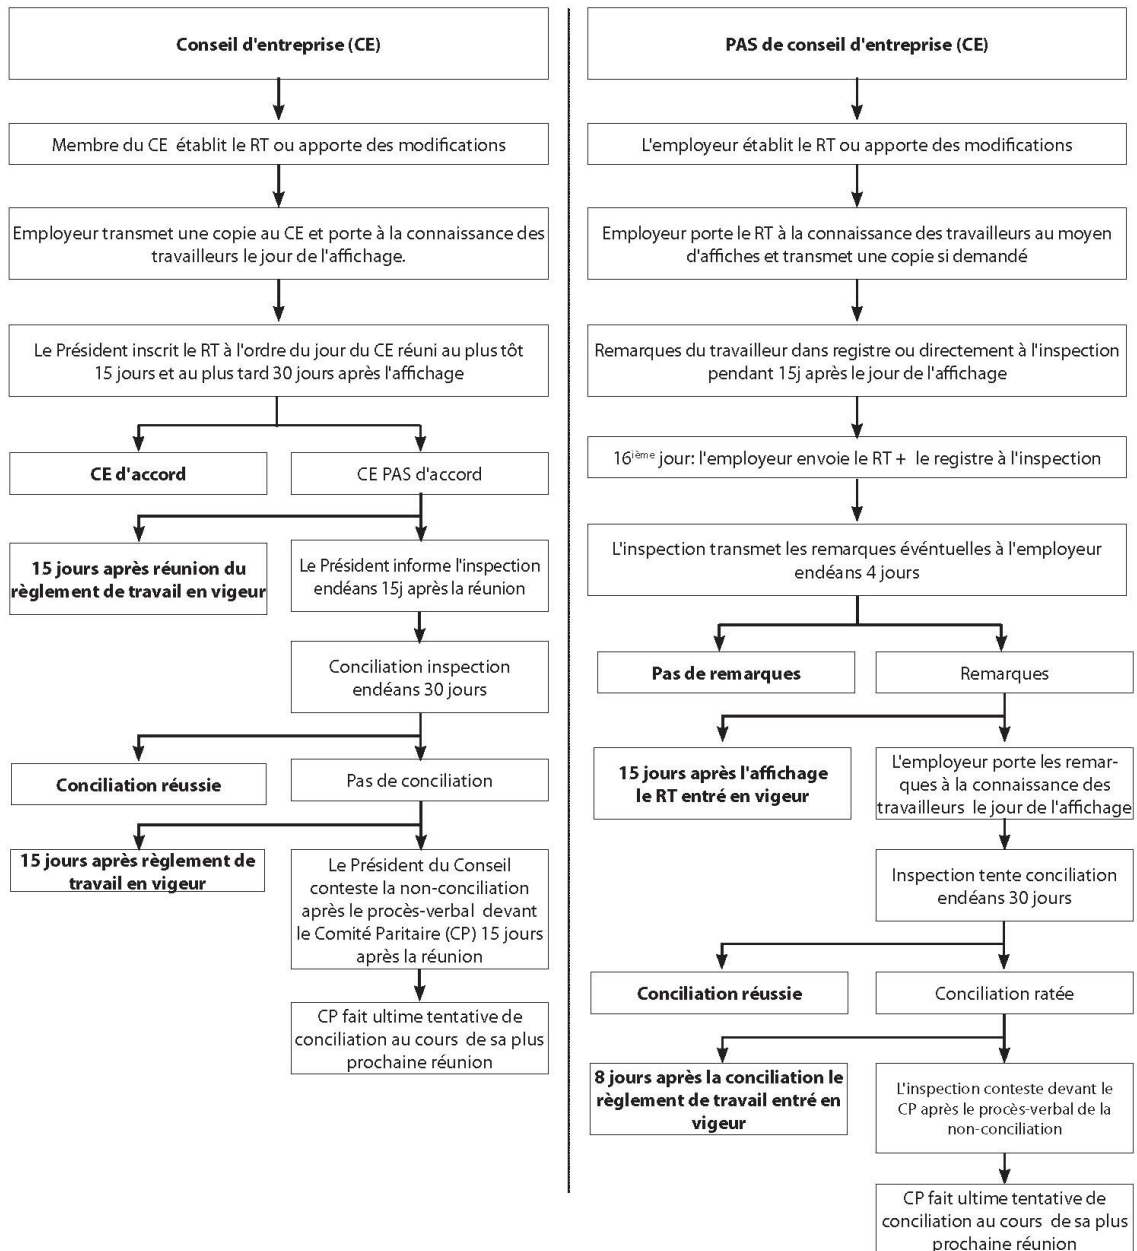 Conseil d'entreprise (CE)
Membre du CE établit le RT ou apporte des modifications
Employeur transmet une copie au CE et porte à la connaissance des
travailleurs le jour de l'affichage.
Le Président inscrit le RT à l'ordre du jour du CE réuni au plus tôt
15 jours et au plus tard 30 jours après l'affichage
CE d'accord
CE PAS d'accord
15 jours après réunion du
règlement de travail en vigeur
Le Président informe l'inspection
endéans 15j après la réunion
Conciliation inspection
endéans 30 jours
Conciliation réussie
Pas de conciliation
15 jours après règlement de
travail en vigeur
Le Président du Conseil
conteste la non-conciliation
après le procès-verbal devant
le Comité Paritaire (CP) 15 jours
après la réunion
CP fait ultime tentative de
conciliation au cours de sa plus
prochaine réunion
PAS de conseil d'entreprise (CE)
L'employeur établit le RT ou apporte des modifications
Employeur porte le RT à la connaissance des travailleurs au moyen
d'affiches et transmet une copie si demandé
Remarques du travailleur dans registre ou directement à l'inspection
pendant 15j après le jour de l'affichage
16ième jour: l'employeur envoie le RT + le registre à l'inspection
L'inspection transmet les remarques événtuelles à l'employeur
endéans 4 jours
Pas de remarques
Remarques
15 jours après l'affichage
le RT entré en vigeur
L'employeur porte les remar-
ques à la connaissance des
travailleurs le jour de l'affichage
Inspection tente conciliation
endéans 30 jours
Conciliation réussie
Conciliation ratée
8 jours après la conciliation le
règlement de travail entré en
vigeur
L'inspection conteste devant le
CP après le procès-verbal de la
non-conciliation
CP fait ultime tentative de
conciliation au cours de sa plus
prochaine réunion